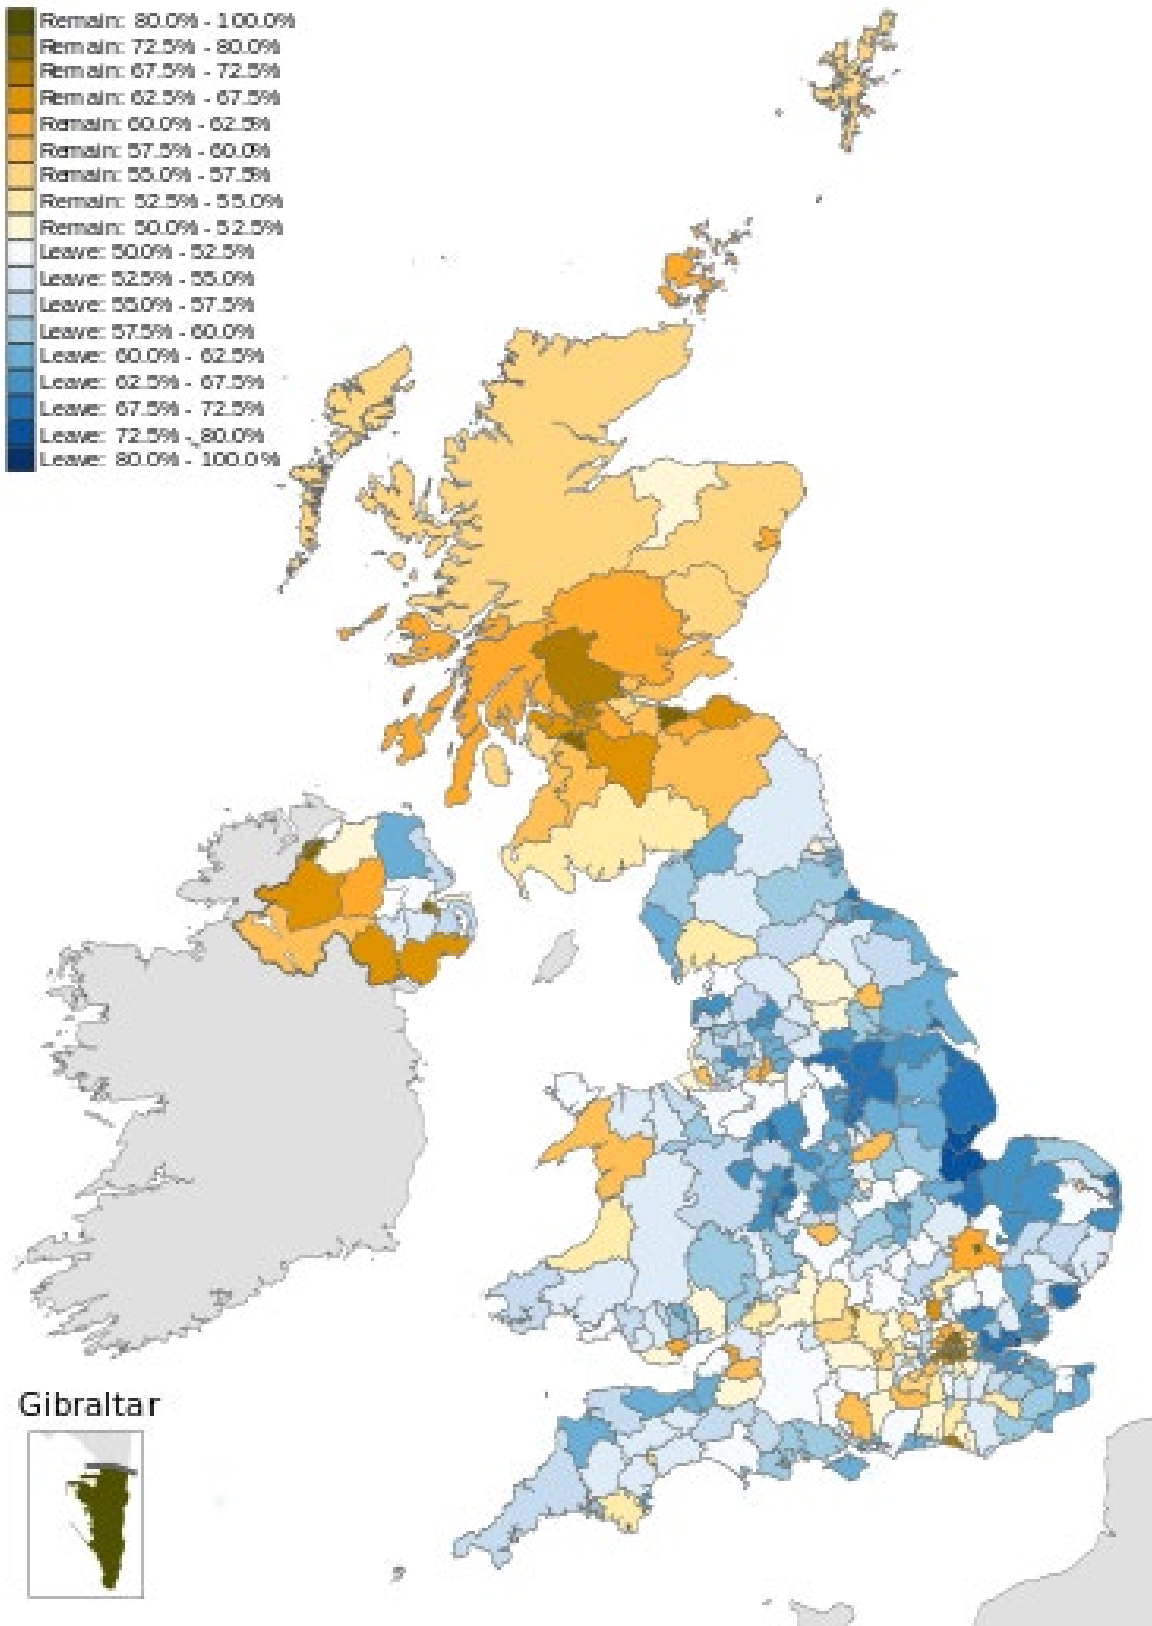 Remain: 80.0% - 100.0%
Remain: 72.5% - 80.0%
Remain: 67.5% - 72.5%
Remain: 62.5% - 67.5%
Remain: 60.0% - 62.5%
Remain: 57.5% - 60.0%
Remain: 55.0% - 57.5%
Remain: 52.5% - 55.0%
Remain: 50.0% - 52.5%
Leave: 50.0% - 52.5%
Leave: 52.5% - 55.0%
Leave: 55.0% - 57.5%
Leave: 57.5% - 60.0%
Leave: 60.0% - 62.5%
Leave: 62.5% - 67.5%
Leave: 67.5% - 72.5%
Leave: 72.5% - 80.0%
Leave: 80.0% - 100.0%
Gibraltar